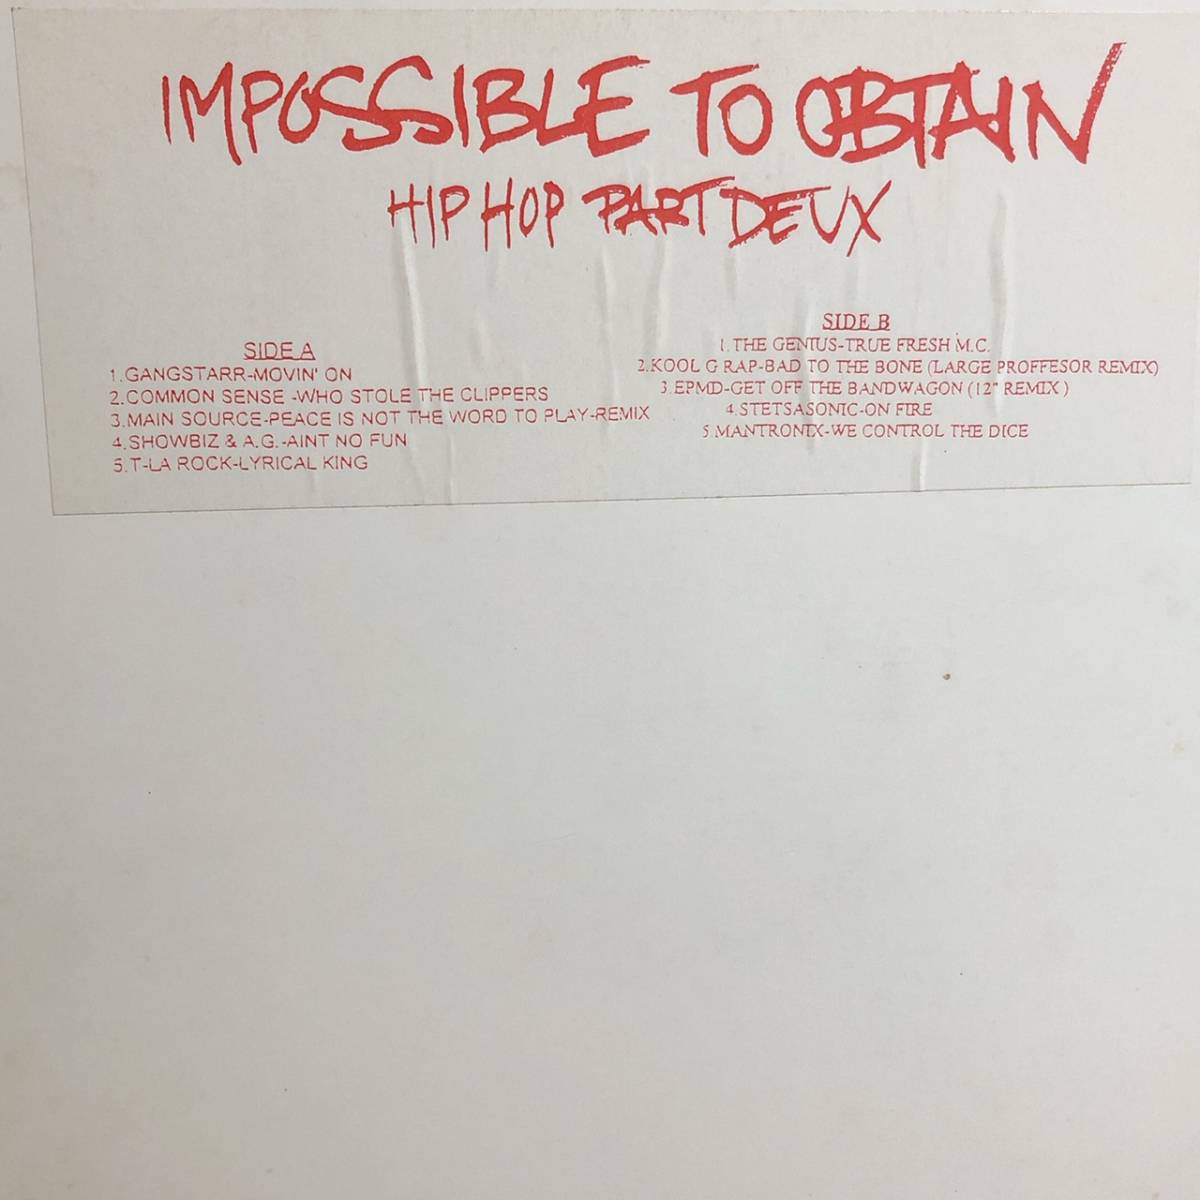 IMPOSSIBLE TO OBTAIN
HIP HOP PART DEUX
SIDE A
1.GANGSTARR-MOVIN' ON
2.COMMON SENSE -WHO STOLE THE CLIPPERS
3.MAIN SOURCE-PEACE IS NOT THE WORD TO PLAY-REMIX
4.SHOWBIZ & A.G.-AINT NO FUN
5.T-LA ROCK-LYRICAL KING
SIDE B
1.THE GENIUS-TRUE FRESH M.C.
2.KOOL G RAP-BAD TO THE BONE (LARGE PROFFESOR REMIX)
3.EPMD-GET OFF THE BANDWAGON (12" REMIX )
4.STETSASONIC-ON FIRE
5.MANTRONIX-WE CONTROL THE DICE